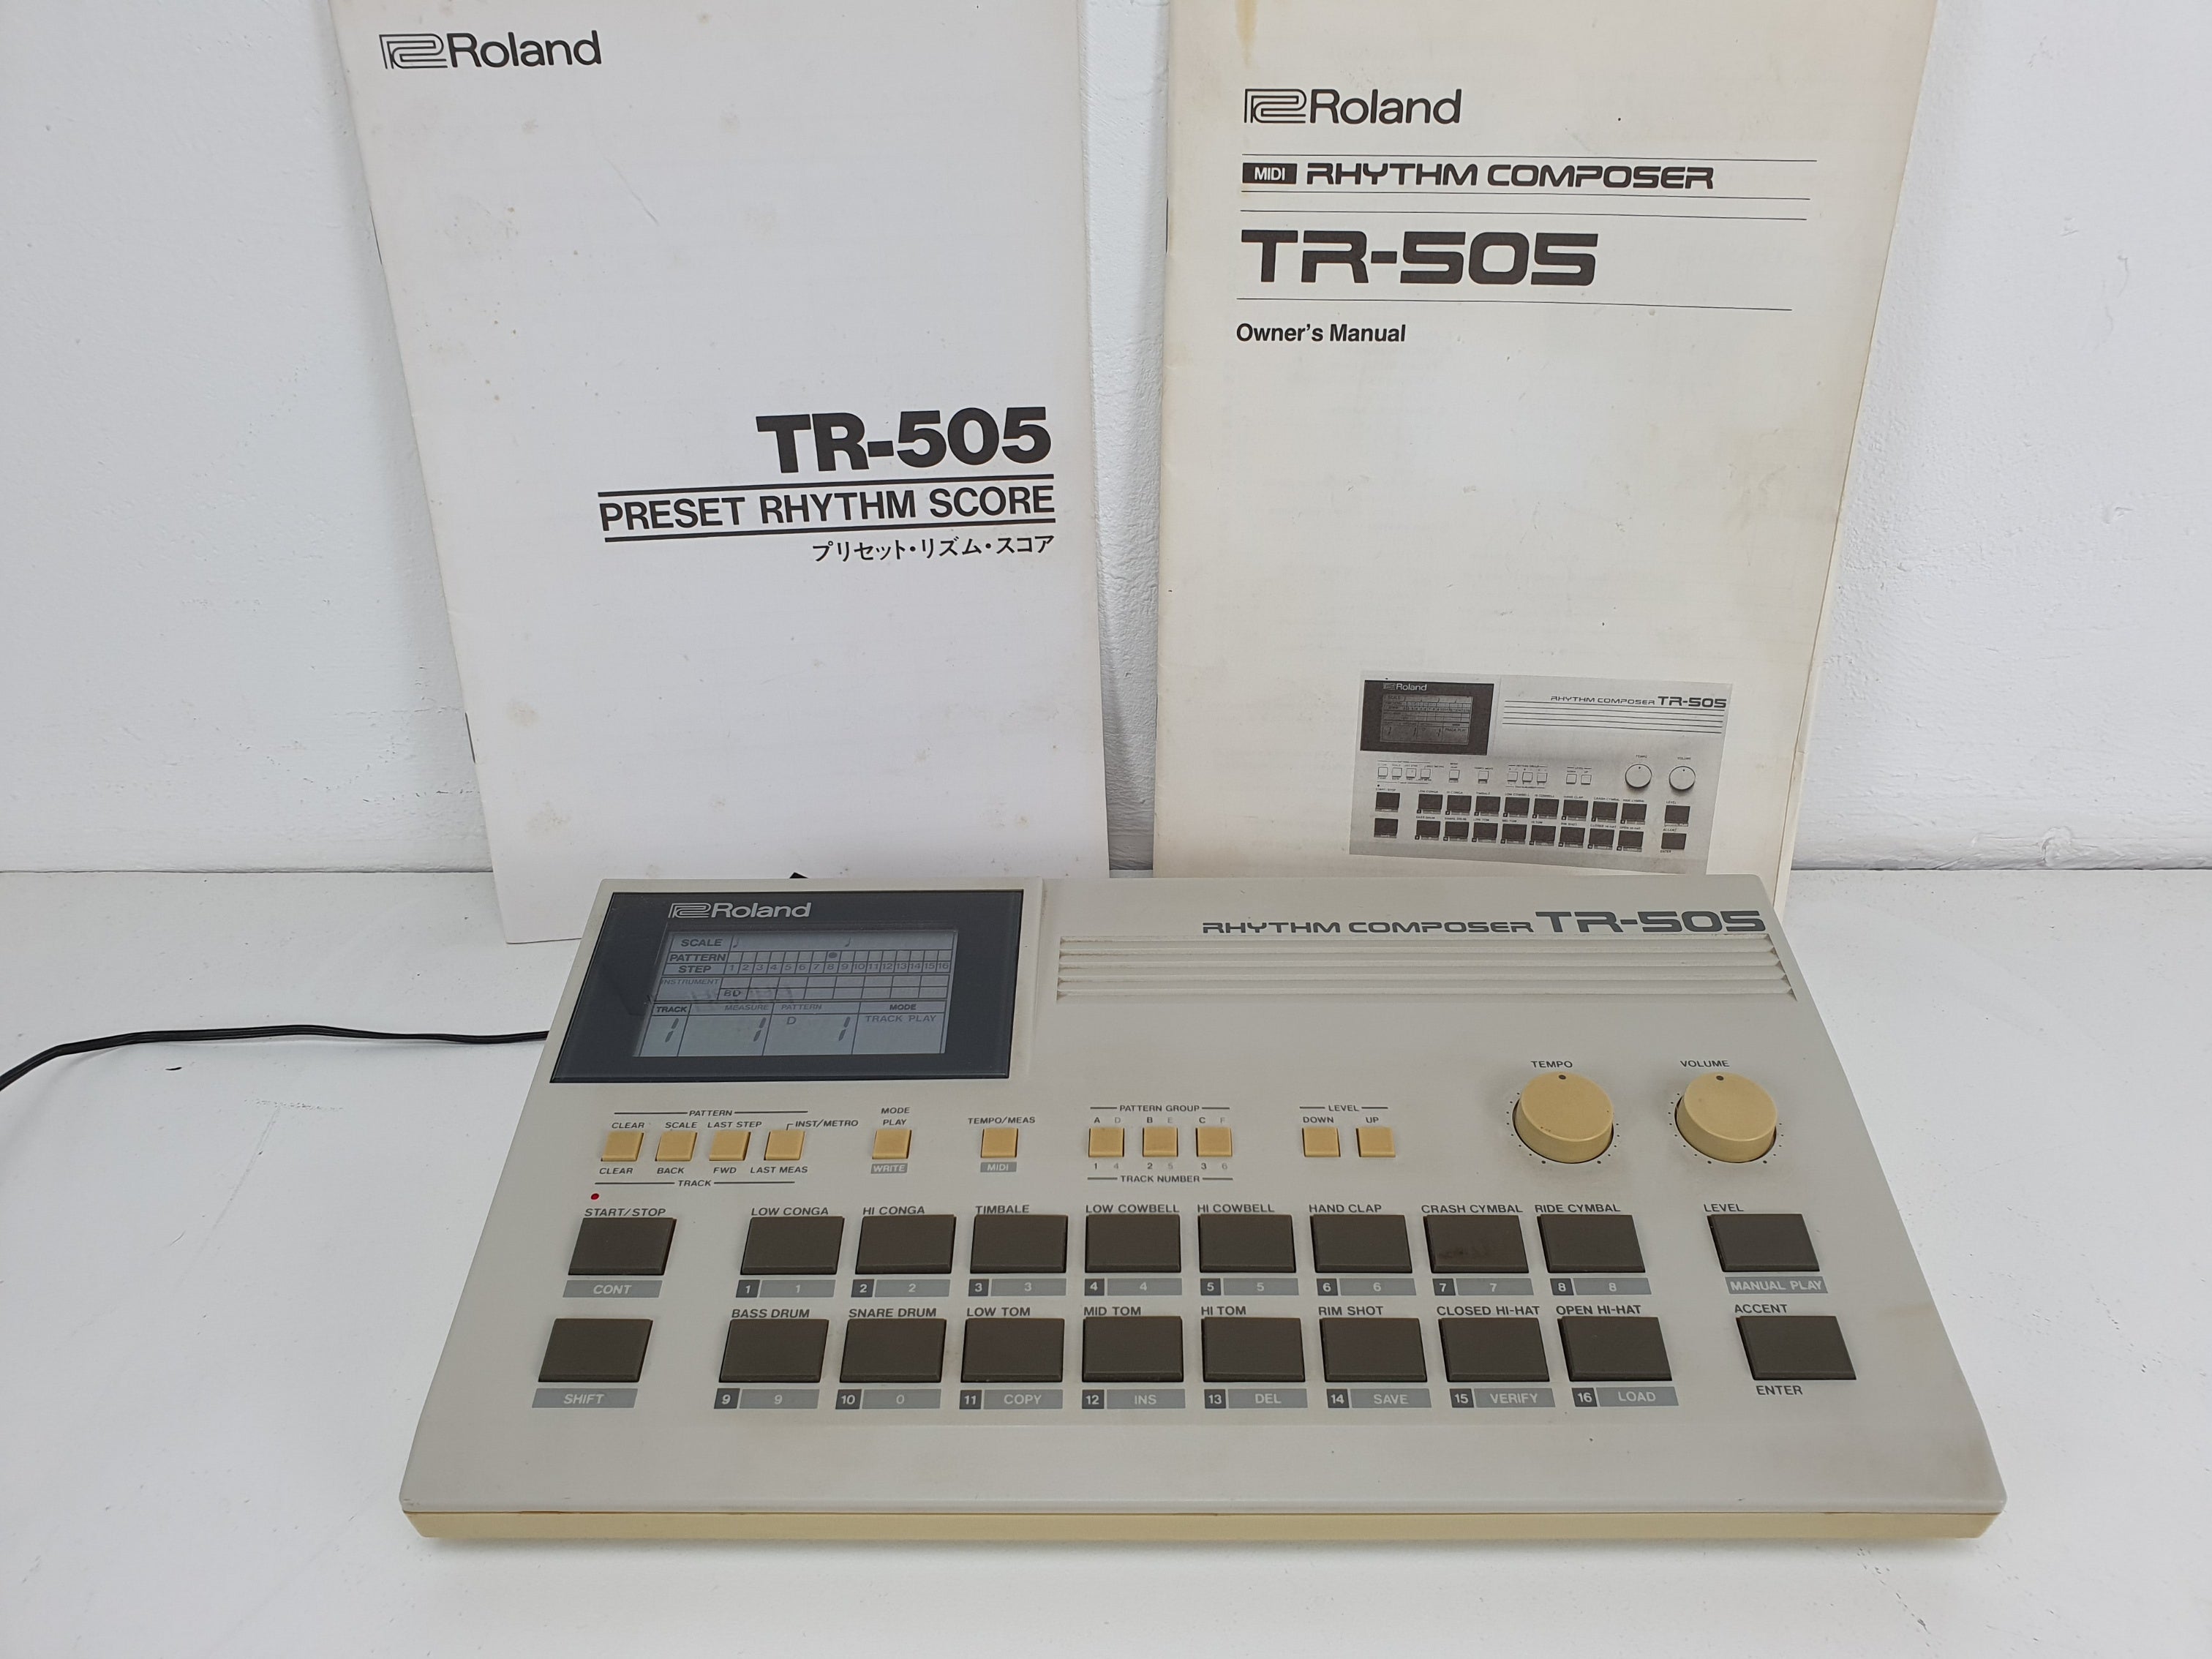 Roland
TR-505
PRESET RHYTHM SCORE
プリセット・リズム・スコア
Roland
MIDI RHYTHM COMPOSER
TR-505
Owner's Manual
Roland
RHYTHM COMPOSER TR-505
Roland
RHYTHM COMPOSER TR-505
SCALE
PATTERN
STEP 1 2 3 4 5 6 7 8 9 10 11 12 13 14 15 16
INSTRUMENT
BD
TRACK MEASURE PATTERN MODE
1 1 D 1 TRACK PLAY
TEMPO VOLUME
PATTERN
CLEAR SCALE LAST STEP INST/METRO
CLEAR BACK FWD LAST MEAS
TRACK
MODE
PLAY
WRITE
TEMPO/MEAS
MIDI
PATTERN GROUP
A D B E C F
1 4 2 5 3 6
TRACK NUMBER
LEVEL
DOWN UP
START/STOP LOW CONGA HI CONGA TIMBALE LOW COWBELL HI COWBELL HAND CLAP CRASH CYMBAL RIDE CYMBAL LEVEL
CONT 1 1 2 2 3 3 4 4 5 5 6 6 7 7 8 8 MANUAL PLAY
BASS DRUM SNARE DRUM LOW TOM MID TOM HI TOM RIM SHOT CLOSED HI-HAT OPEN HI-HAT ACCENT
SHIFT 9 9 10 0 11 COPY 12 INS 13 DEL 14 SAVE 15 VERIFY 16 LOAD ENTER